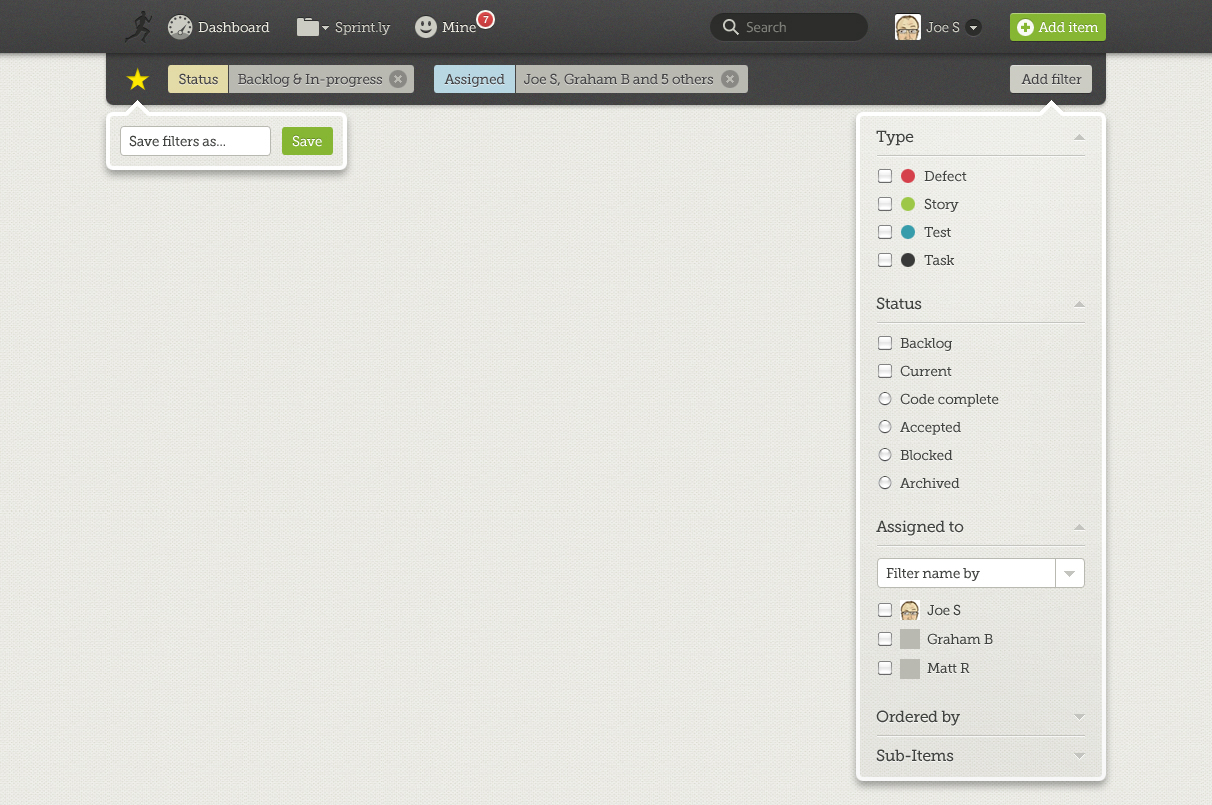 Dashboard
Sprint.ly
Mine
7
Search
Joe S
Add item
Status
Backlog & In-progress
Assigned
Joe S, Graham B and 5 others
Add filter
Save filters as...
Save
Type
Defect
Story
Test
Task
Status
Backlog
Current
Code complete
Accepted
Blocked
Archived
Assigned to
Filter name by
Joe S
Graham B
Matt R
Ordered by
Sub-Items